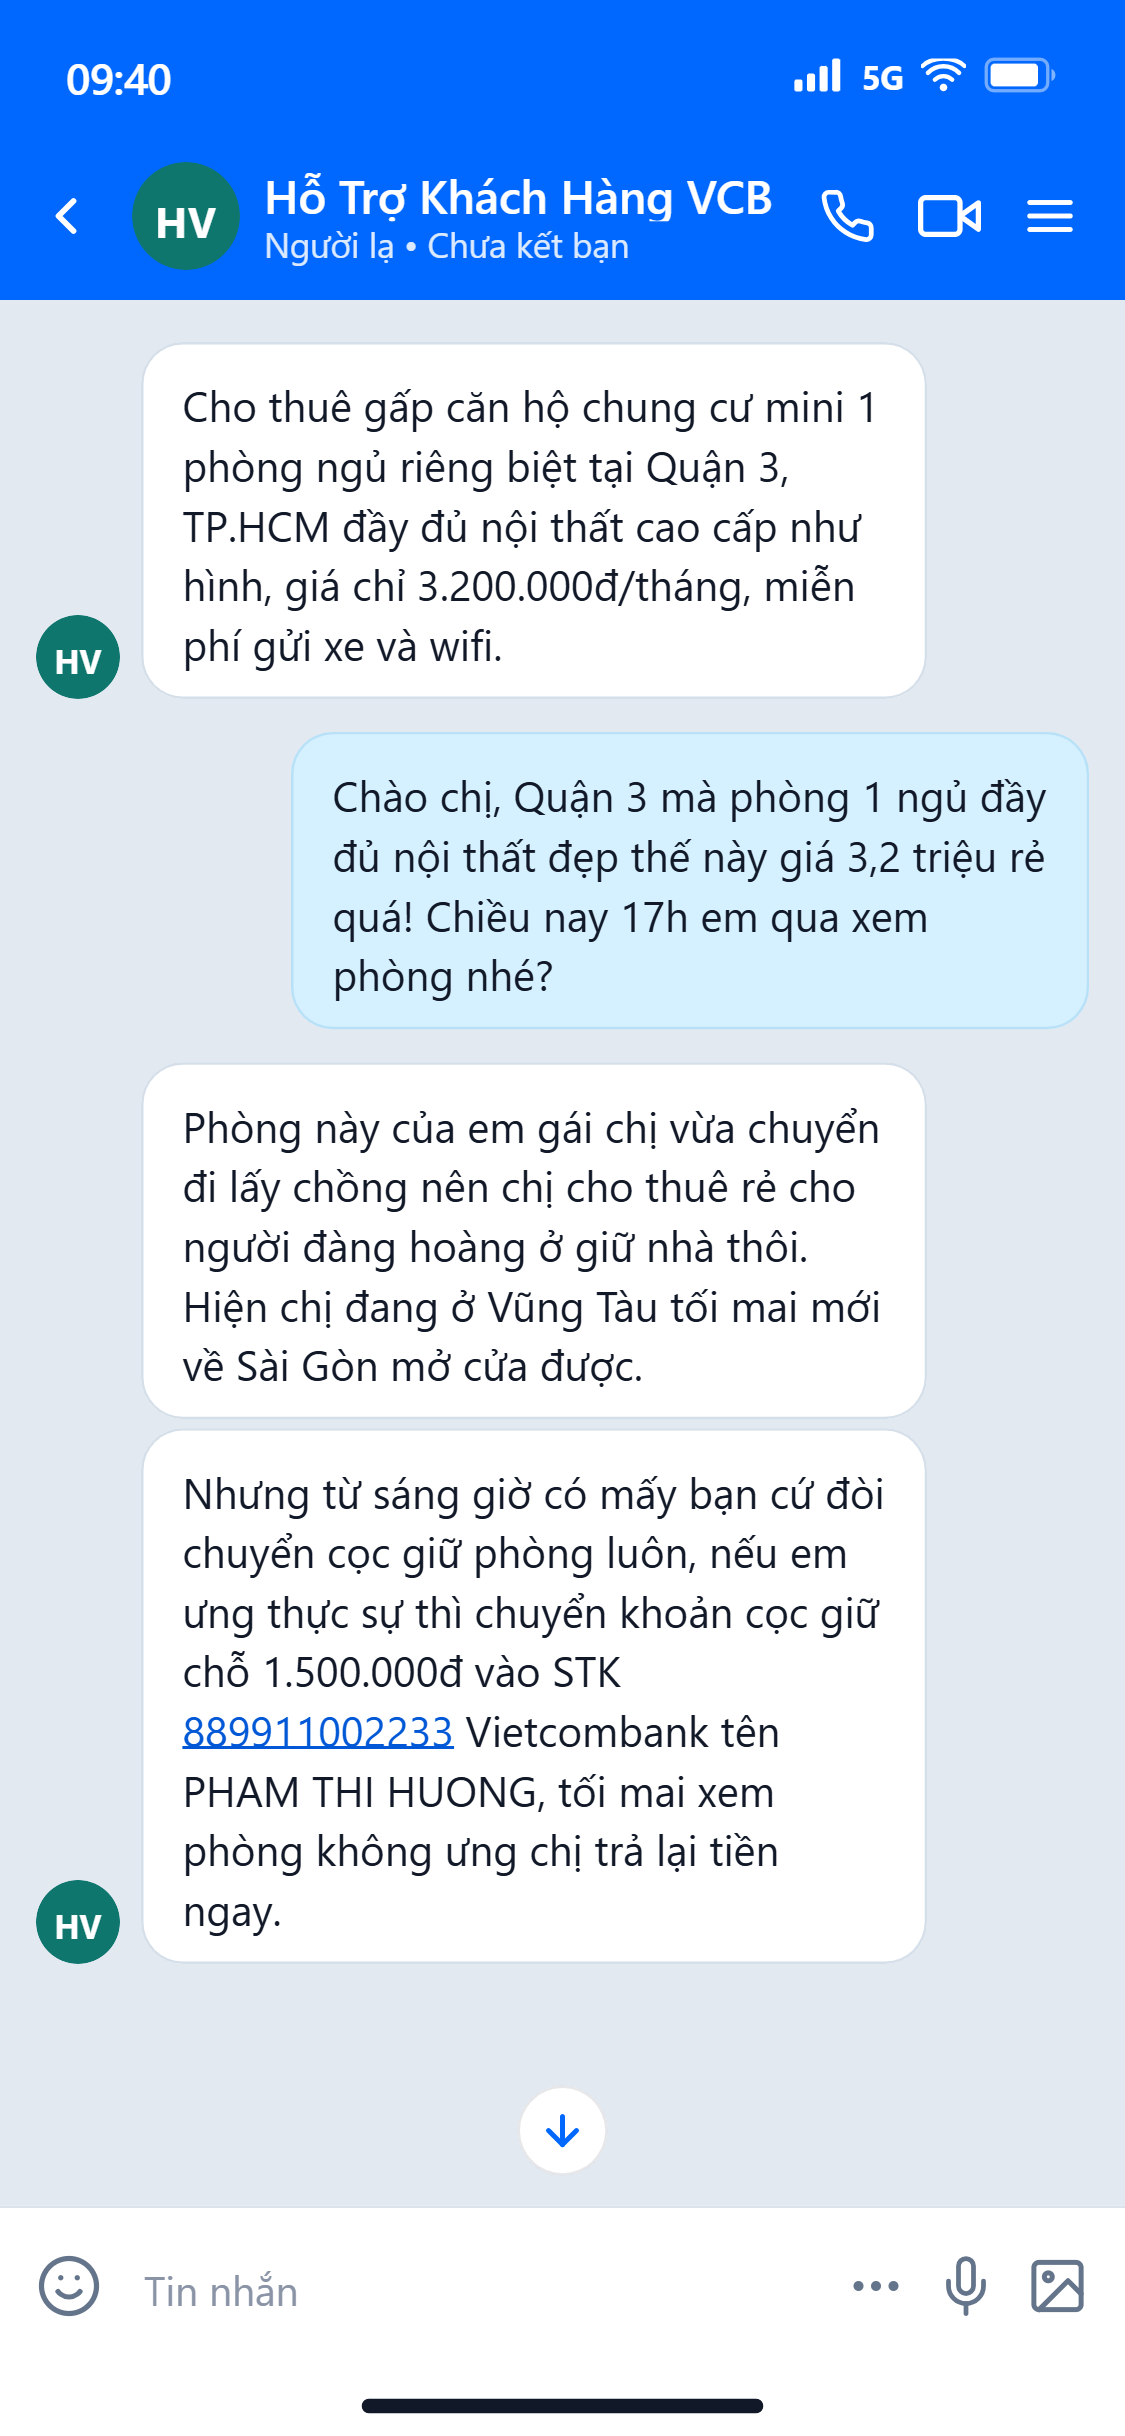 09:40
5G
HV
Hỗ Trợ Khách Hàng VCB
Người lạ • Chưa kết bạn
Cho thuê gấp căn hộ chung cư mini 1
phòng ngủ riêng biệt tại Quận 3,
TP.HCM đầy đủ nội thất cao cấp như
hình, giá chỉ 3.200.000đ/tháng, miễn
phí gửi xe và wifi.
HV
Chào chị, Quận 3 mà phòng 1 ngủ đầy
đủ nội thất đẹp thế này giá 3,2 triệu rẻ
quá! Chiều nay 17h em qua xem
phòng nhé?
Phòng này của em gái chị vừa chuyển
đi lấy chồng nên chị cho thuê rẻ cho
người đàng hoàng ở giữ nhà thôi.
Hiện chị đang ở Vũng Tàu tối mai mới
về Sài Gòn mở cửa được.
Nhưng từ sáng giờ có mấy bạn cứ đòi
chuyển cọc giữ phòng luôn, nếu em
ưng thực sự thì chuyển khoản cọc giữ
chỗ 1.500.000đ vào STK
889911002233 Vietcombank tên
PHAM THI HUONG, tối mai xem
phòng không ưng chị trả lại tiền
ngay.
HV
Tin nhắn